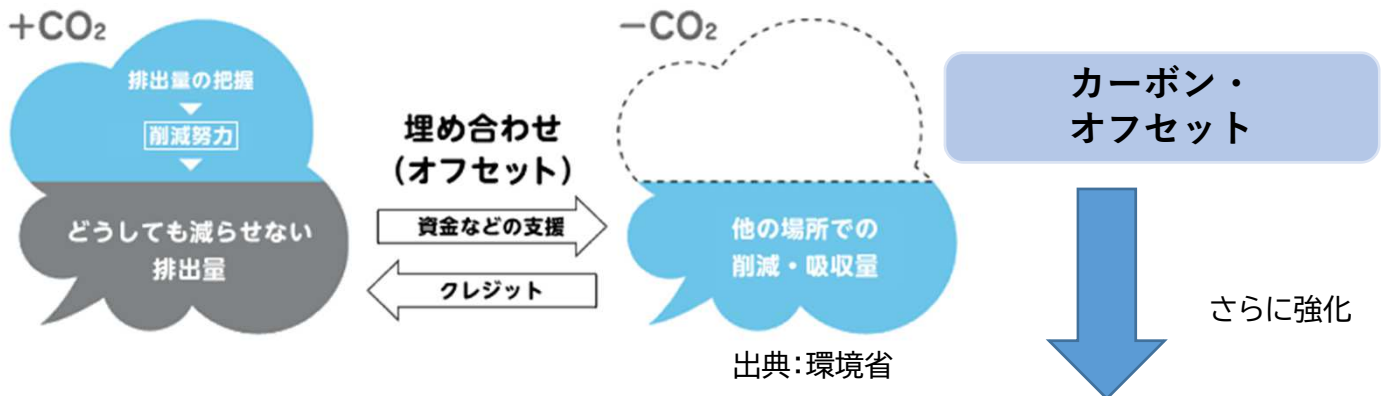 +CO₂
排出量の把握
削減努力
どうしても減らせない
排出量
埋め合わせ
(オフセット)
資金などの支援
クレジット
−CO₂
他の場所での
削減・吸収量
出典：環境省
カーボン・
オフセット
さらに強化